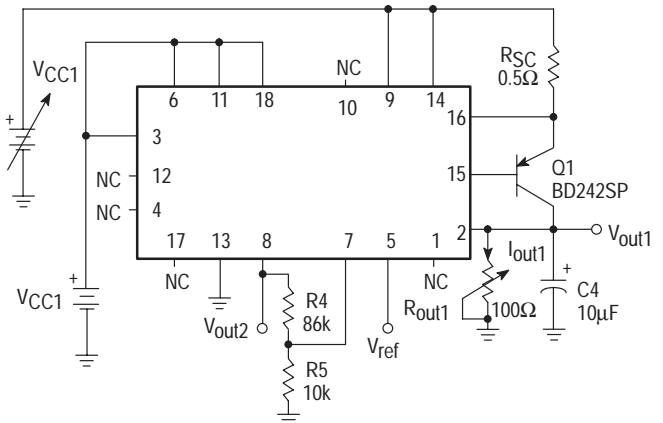 VCC1
6
11
18
NC
10
9
14
RSC
0.5Ω
16
+
3
15
Q1
BD242SP
NC
12
NC
4
2
Vout1
17
13
8
7
5
1
Iout1
NC
NC
+
VCC1
Vout2
R4
86k
Vref
Rout1
100Ω
+
C4
10μF
R5
10k